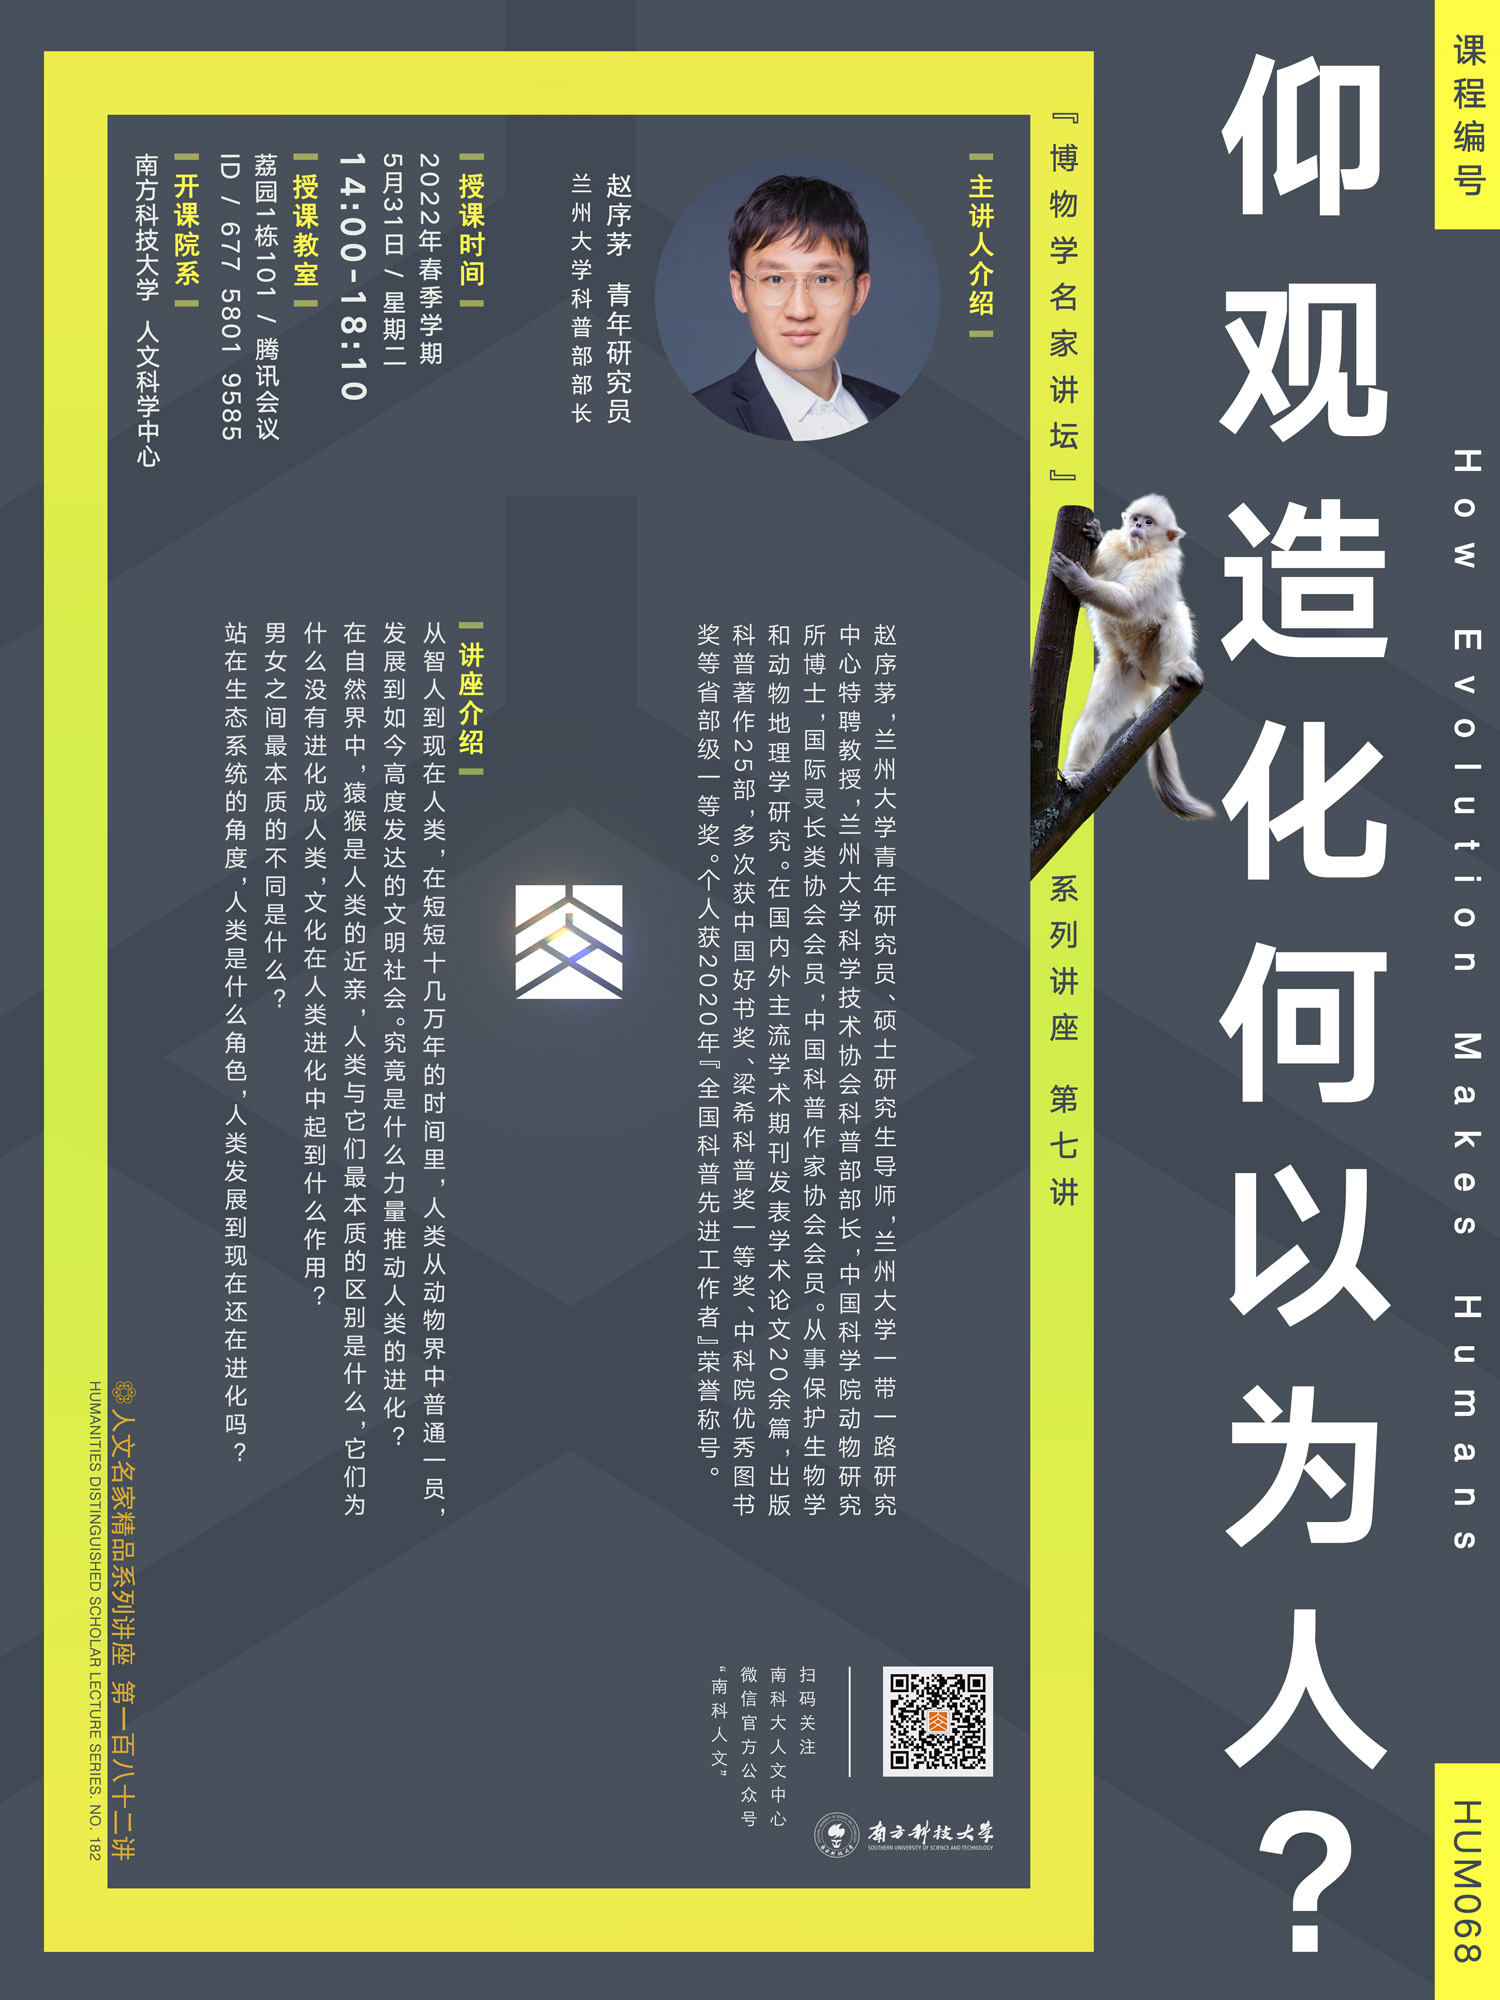 课程编号
How Evolution Makes Humans
HUM068
仰观造化何以为人？
『博物学名家讲坛』
系列讲座 第七讲
主讲人介绍
赵序茅 青年研究员
兰州大学科普部部长
赵序茅，兰州大学青年研究员、硕士研究生导师，兰州大学一带一路研究
中心特聘教授，兰州大学科学技术协会科普部部长，中国科学院动物研究
所博士，国际灵长类协会会员，中国科普作家协会会员。从事保护生物学
和动物地理学研究。在国内外主流学术期刊发表学术论文20余篇，出版
科普著作25部，多次获中国好书奖、梁希科普奖一等奖、中科院优秀图书
奖等省部级一等奖。个人获2020年『全国科普先进工作者』荣誉称号。
授课时间
2022年春季学期
5月31日 / 星期二
14:00-18:10
授课教室
荔园1栋101 / 腾讯会议
ID / 677 5801 9585
开课院系
南方科技大学 人文科学中心
讲座介绍
从智人到现在人类，在短短十几万年的时间里，人类从动物界中普通一员，
发展到如今高度发达的文明社会。究竟是什么力量推动人类的进化？
在自然界中，猿猴是人类的近亲，人类与它们最本质的区别是什么，它们为
什么没有进化成人类，文化在人类进化中起到什么作用？
男女之间最本质的不同是什么？
站在生态系统的角度，人类是什么角色，人类发展到现在还在进化吗？
扫码关注
南科大人文中心
微信官方公众号
“南科人文”
南方科技大学
SOUTHERN UNIVERSITY OF SCIENCE AND TECHNOLOGY
人文名家精品系列讲座 第一百八十二讲
HUMANITIES DISTINGUISHED SCHOLAR LECTURE SERIES. NO. 182